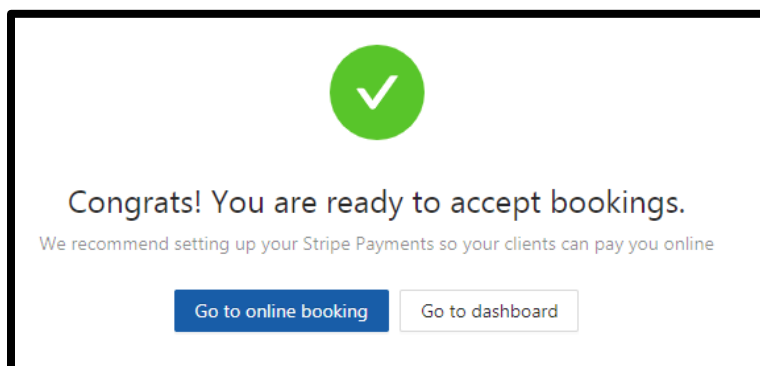 Congrats! You are ready to accept bookings.
We recommend setting up your Stripe Payments so your clients can pay you online
Go to online booking
Go to dashboard